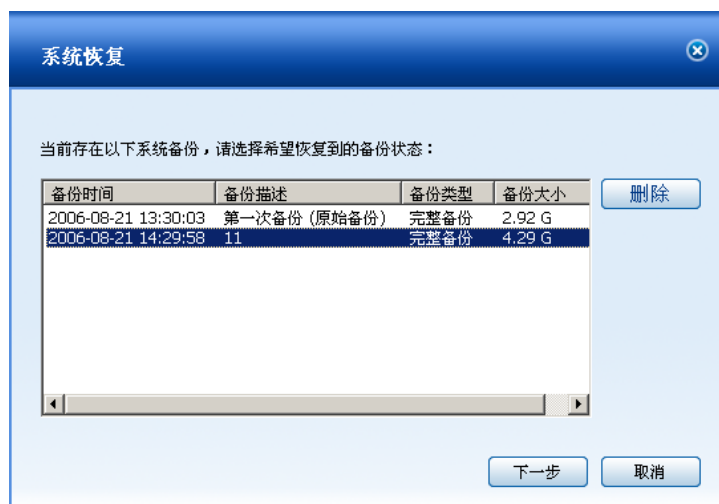 系统恢复
当前存在以下系统备份，请选择希望恢复到的备份状态：
备份时间 备份描述 备份类型 备份大小
2006-08-21 13:30:03 第一次备份 (原始备份) 完整备份 2.92 G
2006-08-21 14:29:58 11 完整备份 4.29 G
删除
下一步 取消